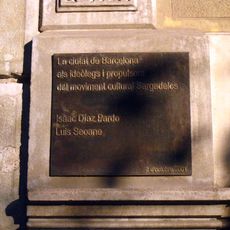 La ciutat de Barcelona
als ideòlegs i propulsors
del moviment cultural Sargadelos
Isaac Díaz Pardo
Luis Seoane